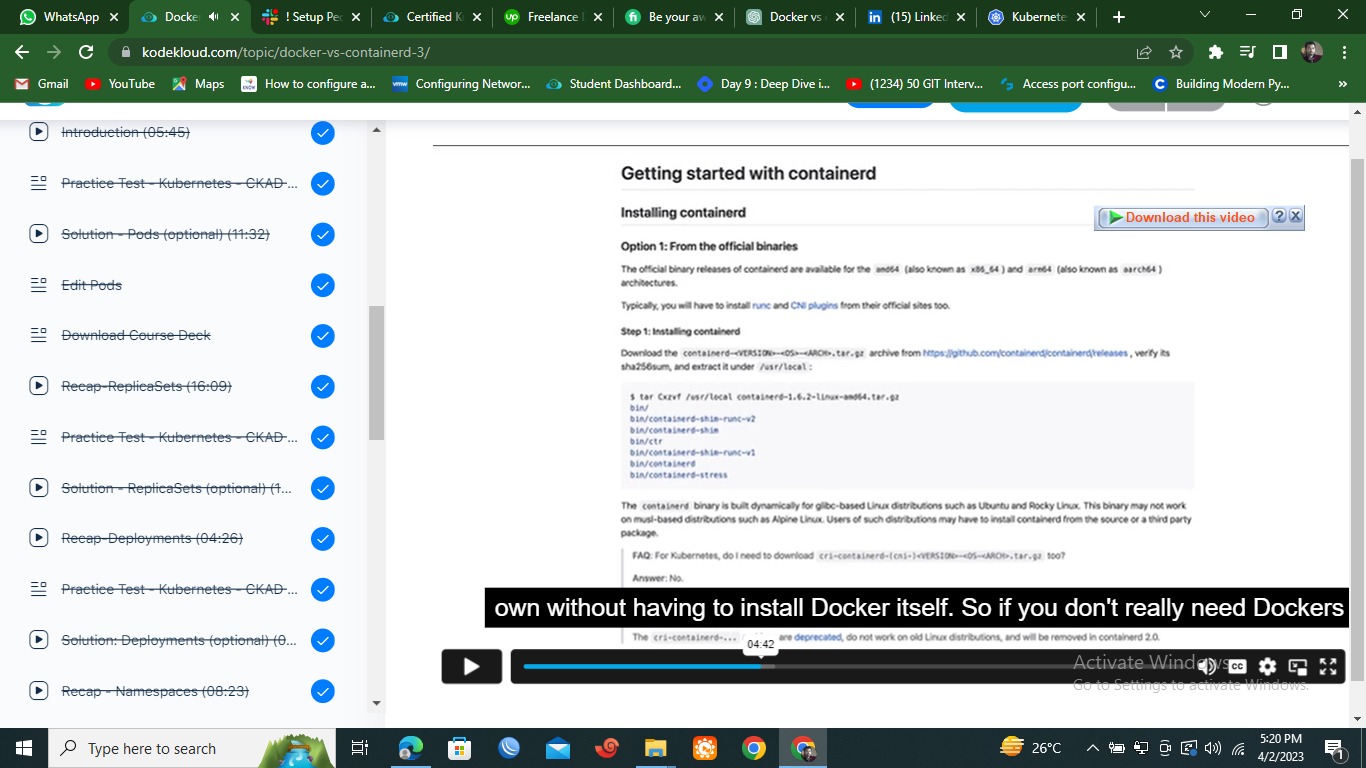 WhatsApp
Docke
! Setup Pe
Certified K
Freelance
Be your
Docker vs
(15) Linked
Kubernete
kodekloud.com/topic/docker-vs-containerd-3/
Gmail
YouTube
Maps
How to configure a...
Configuring Networ...
Student Dashboard...
Day 9 : Deep Dive i...
(1234) 50 GIT Interv...
Access port configu...
Building Modern Py...
»
Introduction (05:45)
Practice Test - Kubernetes - CKAD ...
Solution - Pods (optional) (11:32)
Edit Pods
Download Course Deck
Recap-ReplicaSets (16:09)
Practice Test - Kubernetes - CKAD ...
Solution - ReplicaSets (optional) (1...
Recap-Deployments (04:26)
Practice Test - Kubernetes - CKAD ...
Solution: Deployments (optional) (0...
Recap - Namespaces (08:23)
Getting started with containerd
Installing containerd
Download this video
? X
Option 1: From the official binaries
The official binary releases of containerd are available for the amd64 (also known as x86_64 ) and arm64 (also known as aarch64 )
architectures.
Typically, you will have to install runc and CNI plugins from their official sites too.
Step 1: Installing containerd
Download the containerd-<VERSION>-<OS>-<ARCH>.tar.gz archive from https://github.com/containerd/containerd/releases , verify its
sha256sum, and extract it under /usr/local :
$ tar Cxzvf /usr/local containerd-1.6.2-linux-amd64.tar.gz
bin/
bin/containerd-shim-runc-v2
bin/containerd-shim
bin/ctr
bin/containerd-shim-runc-v1
bin/containerd
bin/containerd-stress
The containerd binary is built dynamically for glibc-based Linux distributions such as Ubuntu and Rocky Linux. This binary may not work
on musl-based distributions such as Alpine Linux. Users of such distributions may have to install containerd from the source or a third party
package.
FAQ: For Kubernetes, do I need to download cri-containerd-(cni-)<VERSION>-<OS-<ARCH>.tar.gz too?
Answer: No.
own without having to install Docker itself. So if you don't really need Dockers
The cri-containerd-... are deprecated, do not work on old Linux distributions, and will be removed in containerd 2.0.
04:42
CC
Activate Windows
Go to Settings to activate Windows.
Type here to search
26°C
5:20 PM
4/2/2023
1